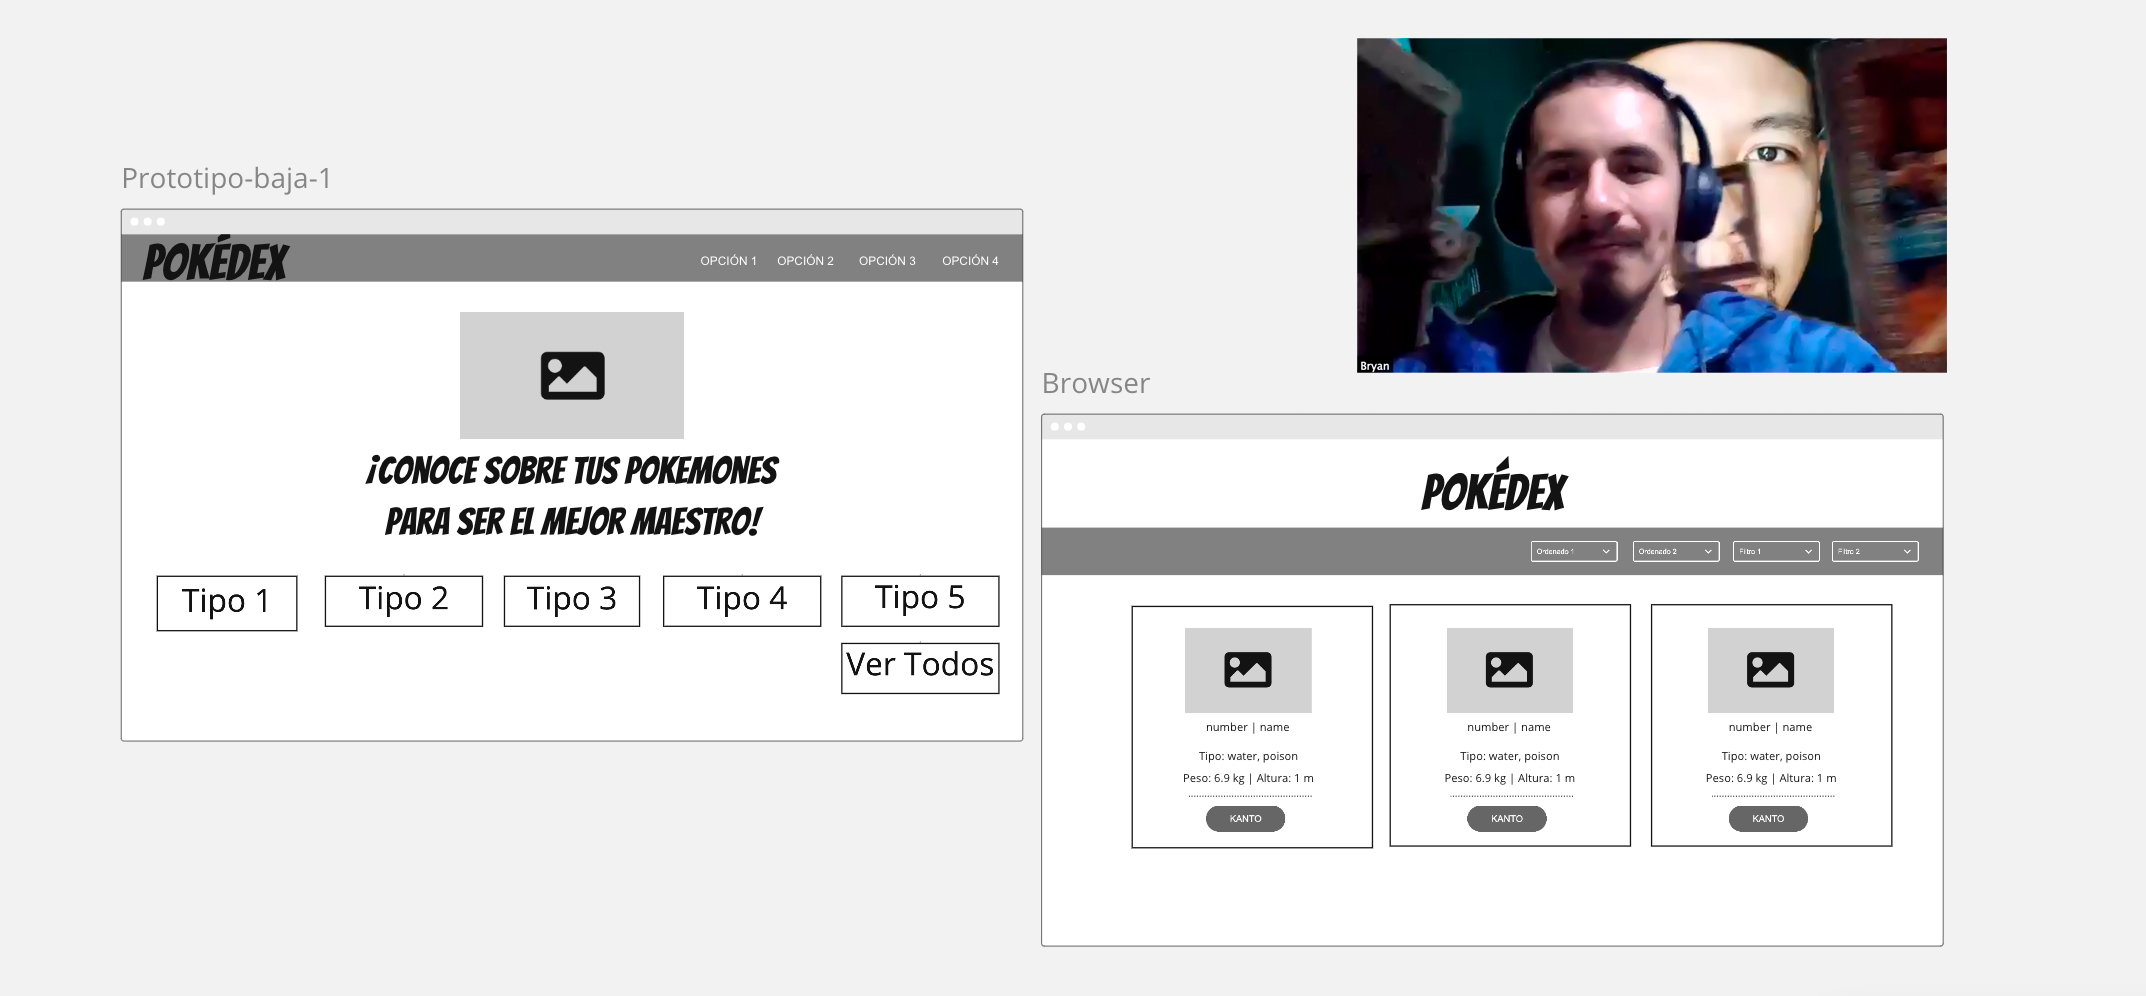 Prototipo-baja-1
POKÉDEX
OPCIÓN 1 OPCIÓN 2 OPCIÓN 3 OPCIÓN 4
¡CONOCE SOBRE TUS POKEMONES
PARA SER EL MEJOR MAESTRO!
Tipo 1 Tipo 2 Tipo 3 Tipo 4 Tipo 5
Ver Todos
Bryan
Browser
POKÉDEX
Ordenado 1 Ordenado 2 Filtro 1 Filtro 2
number | name
Tipo: water, poison
Peso: 6.9 kg | Altura: 1 m
KANTO
number | name
Tipo: water, poison
Peso: 6.9 kg | Altura: 1 m
KANTO
number | name
Tipo: water, poison
Peso: 6.9 kg | Altura: 1 m
KANTO